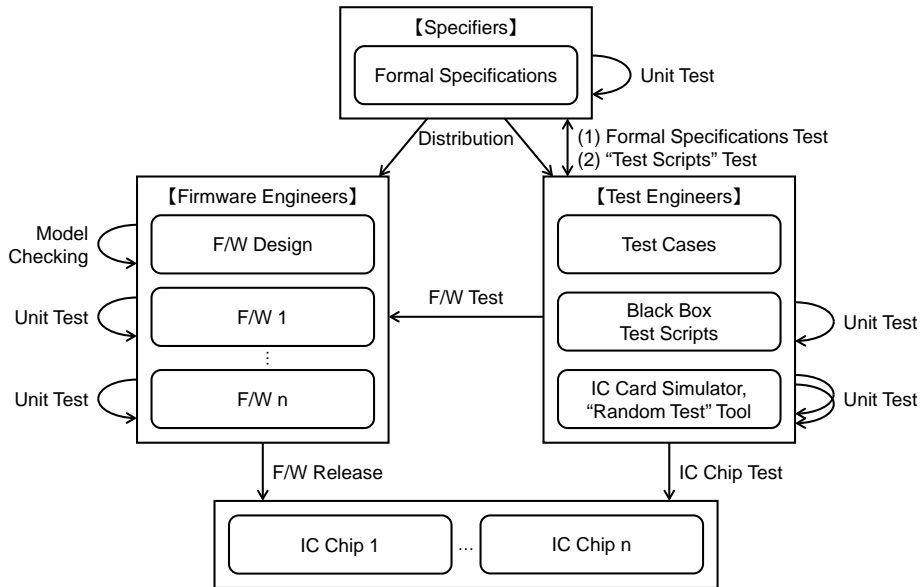 【Specifiers】
Formal Specifications
Unit Test
Distribution
(1) Formal Specifications Test
(2) “Test Scripts” Test
【Firmware Engineers】
【Test Engineers】
Model
Checking
F/W Design
Test Cases
Unit Test
F/W 1
F/W Test
Black Box
Test Scripts
Unit Test
...
Unit Test
F/W n
IC Card Simulator,
“Random Test” Tool
Unit Test
F/W Release
IC Chip Test
IC Chip 1
...
IC Chip n